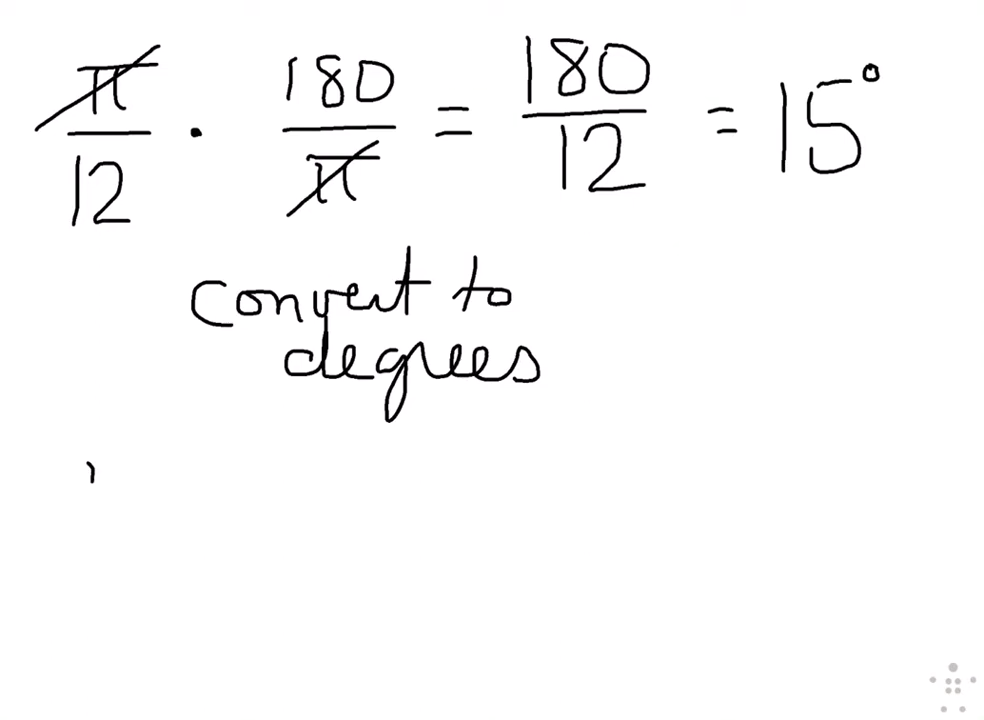 π/12 · 180/π = 180/12 = 15°
convert to
degrees